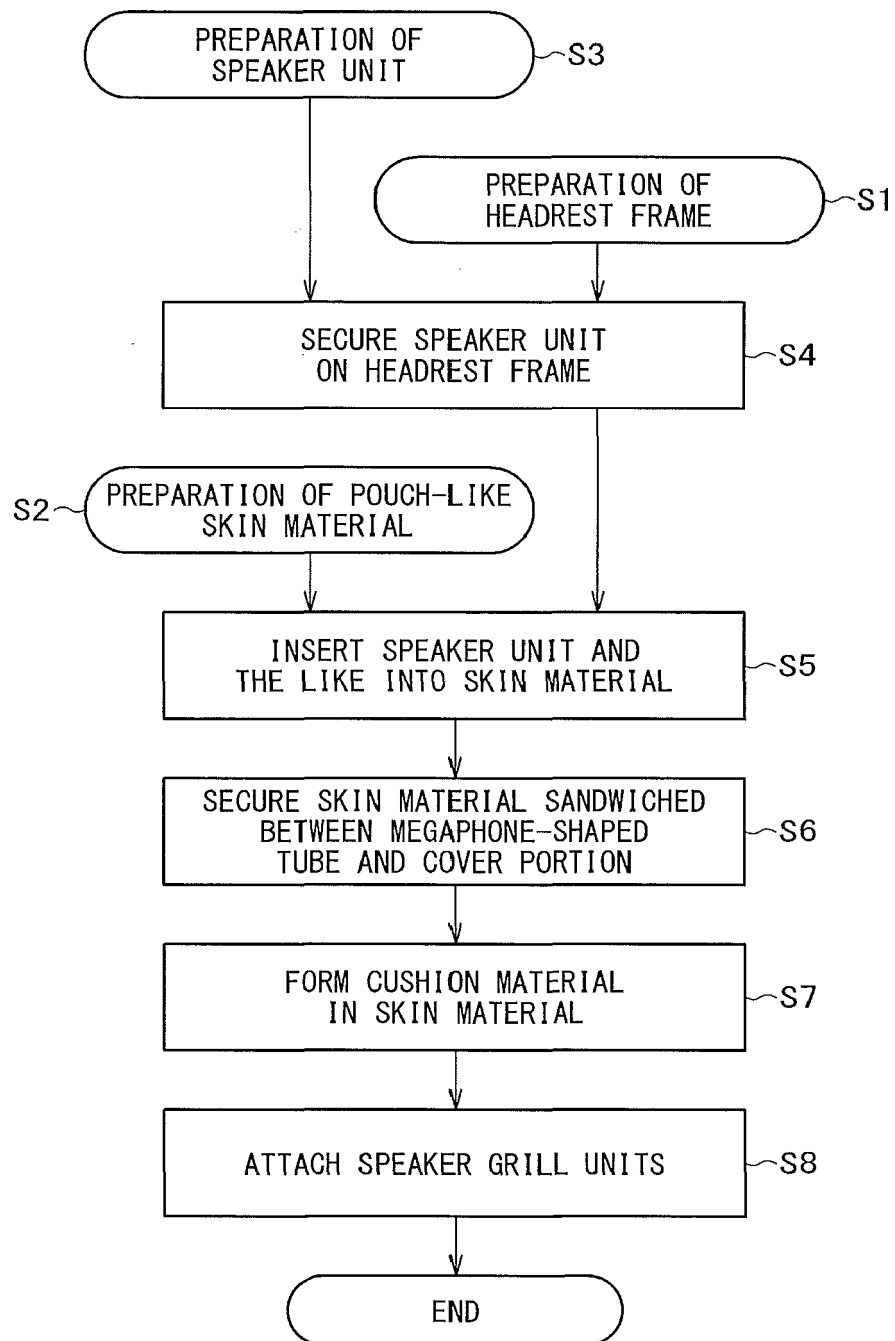 PREPARATION OF
SPEAKER UNIT
S3
PREPARATION OF
HEADREST FRAME
S1
SECURE SPEAKER UNIT
ON HEADREST FRAME
S4
S2
PREPARATION OF POUCH-LIKE
SKIN MATERIAL
INSERT SPEAKER UNIT AND
THE LIKE INTO SKIN MATERIAL
S5
SECURE SKIN MATERIAL SANDWICHED
BETWEEN MEGAPHONE-SHAPED
TUBE AND COVER PORTION
S6
FORM CUSHION MATERIAL
IN SKIN MATERIAL
S7
ATTACH SPEAKER GRILL UNITS
S8
END